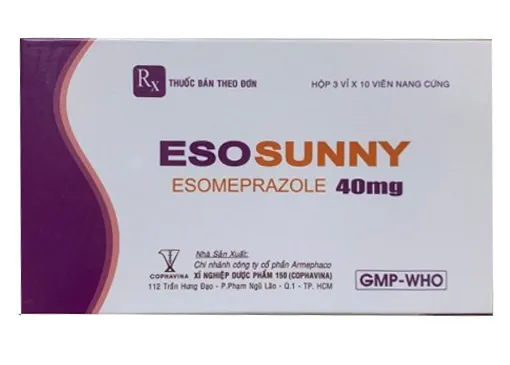 Rx THUỐC BÁN THEO ĐƠN
HỘP 3 VỈ X 10 VIÊN NANG CỨNG
ESOSUNNY
ESOMEPRAZOLE 40mg
Nhà Sản Xuất:
Chi nhánh công ty cổ phần Armephaco
XÍ NGHIỆP DƯỢC PHẨM 150 (COPHAVINA)
COPHAVINA
112 Trần Hưng Đạo - P.Phạm Ngũ Lão - Q.1 - TP. HCM
GMP-WHO